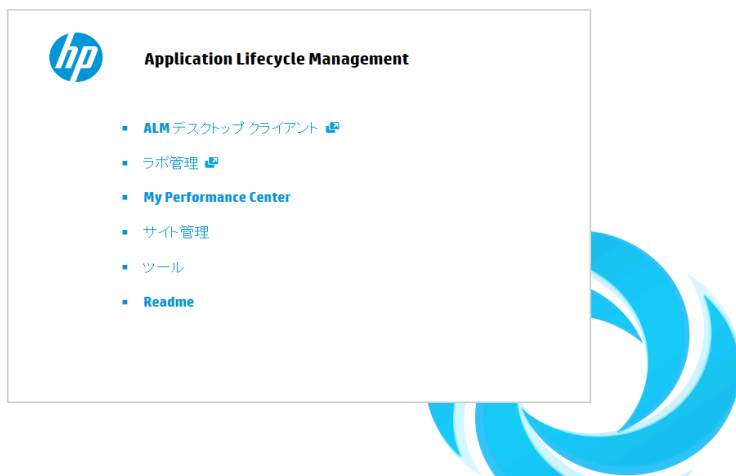 hp
Application Lifecycle Management
ALM デスクトップ クライアント
ラボ管理
My Performance Center
サイト管理
ツール
Readme